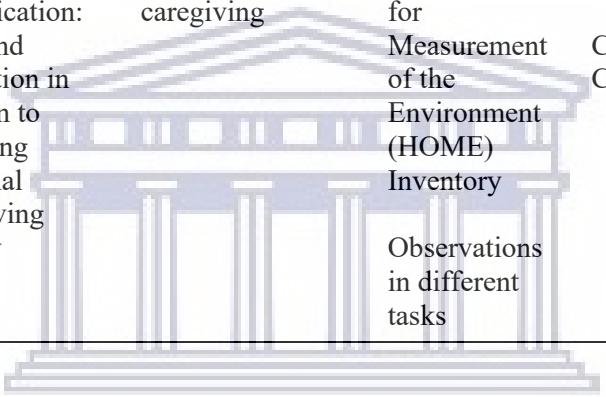 ication:
nd
tion in
n to
ng
al
ving
caregiving
for
Measurement
of the
Environment
(HOME)
Inventory
Observations
in different
tasks
C
C